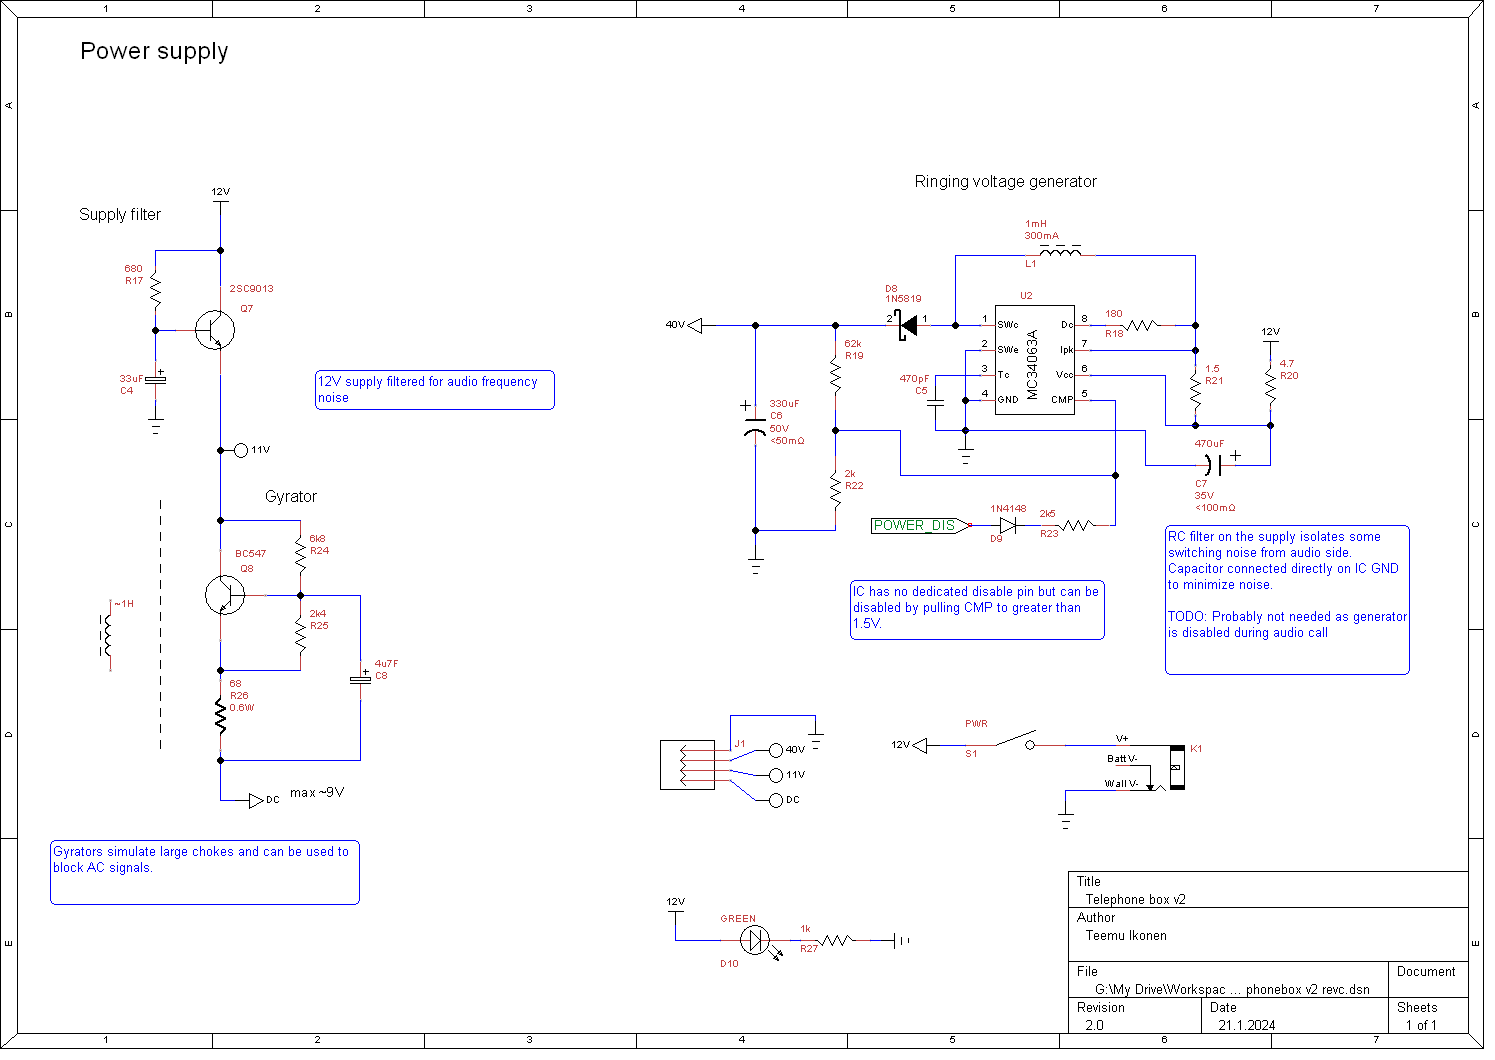 1 2 3 4 5 6 7
Power supply
A A
Ringing voltage generator
12V
Supply filter
1mH
300mA
L1
680
R17
2SC9013
Q7
D8
1N5819
U2
B B
40V
2 1
1 SWc
Dc 8
180
R18
12V
62k
R19
2 SWe
Ipk 7
MC34063A
3 Tc
Vcc 6
4 GND
CMP 5
470pF
C5
1.5
R21
4.7
R20
33uF
C4
+
12V supply filtered for audio frequency
noise
+
330uF
C6
50V
<50mΩ
11V
470uF
+
C7
35V
<100mΩ
2k
R22
Gyrator
C C
POWER_DIS
1N4148
D9
2k5
R23
6k8
R24
BC547
Q8
RC filter on the supply isolates some
switching noise from audio side.
Capacitor connected directly on IC GND
to minimize noise.
TODO: Probably not needed as generator
is disabled during audio call
IC has no dedicated disable pin but can be
disabled by pulling CMP to greater than
1.5V.
~1H
2k4
R25
4u7F
C8
+
68
R26
0.6W
D D
J1
40V
11V
DC
PWR
12V
S1
V+
Batt V-
Wall V-
K1
DC
max ~9V
Gyrators simulate large chokes and can be used to
block AC signals.
12V
GREEN
D10
1k
R27
E E
Title
Telephone box v2
Author
Teemu Ikonen
File
Document
G:\My Drive\Workspac ... phonebox v2 revc.dsn
Revision
Date
Sheets
2.0
21.1.2024
1 of 1
1 2 3 4 5 6 7